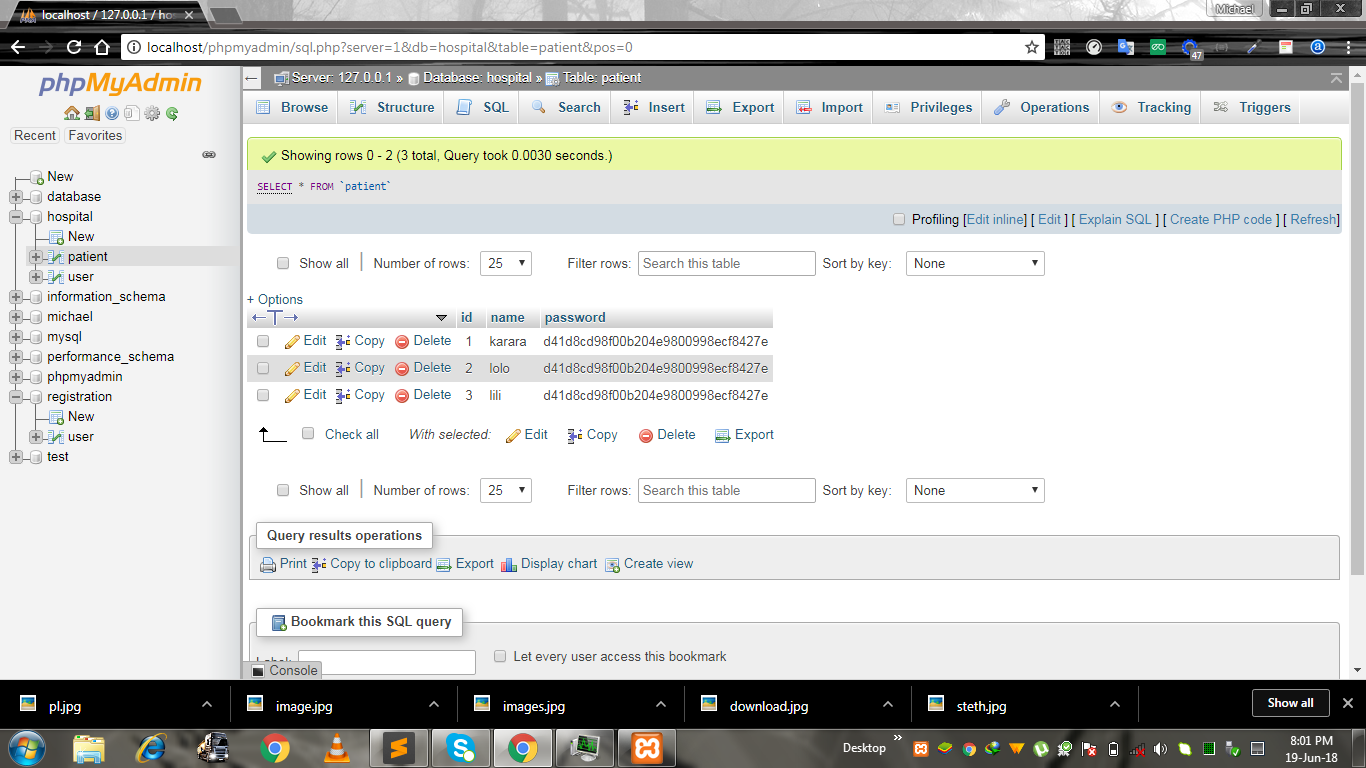 localhost / 127.0.0.1 / ho
Michael
localhost/phpmyadmin/sql.php?server=1&db=hospital&table=patient&pos=0
47
phpMyAdmin
Recent Favorites
New
database
hospital
New
patient
user
information_schema
michael
mysql
performance_schema
phpmyadmin
registration
New
user
test
Server: 127.0.0.1 » Database: hospital » Table: patient
Browse Structure SQL Search Insert Export Import Privileges Operations Tracking Triggers
Showing rows 0 - 2 (3 total, Query took 0.0030 seconds.)
SELECT * FROM `patient`
Profiling [Edit inline] [ Edit ] [ Explain SQL ] [ Create PHP code ] [ Refresh]
Show all | Number of rows: 25 Filter rows: Search this table Sort by key: None
+ Options
←T→ id name password
Edit Copy Delete 1 karara d41d8cd98f00b204e9800998ecf8427e
Edit Copy Delete 2 lolo d41d8cd98f00b204e9800998ecf8427e
Edit Copy Delete 3 lili d41d8cd98f00b204e9800998ecf8427e
Check all With selected: Edit Copy Delete Export
Show all | Number of rows: 25 Filter rows: Search this table Sort by key: None
Query results operations
Print Copy to clipboard Export Display chart Create view
Bookmark this SQL query
Label: Let every user access this bookmark
Console
pl.jpg image.jpg images.jpg download.jpg steth.jpg Show all
Desktop » 8:01 PM
19-Jun-18